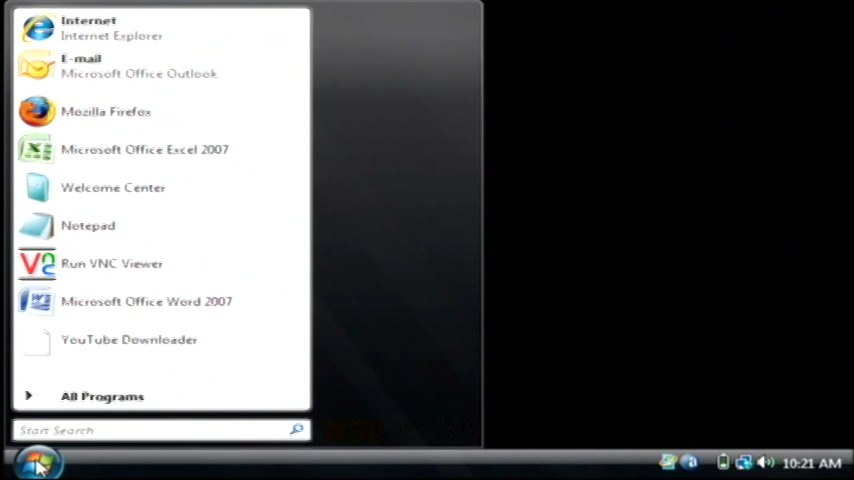 Internet
Internet Explorer
E-mail
Microsoft Office Outlook
Mozilla Firefox
Microsoft Office Excel 2007
Welcome Center
Notepad
Run VNC Viewer
Microsoft Office Word 2007
YouTube Downloader
All Programs
Start Search
10:21 AM